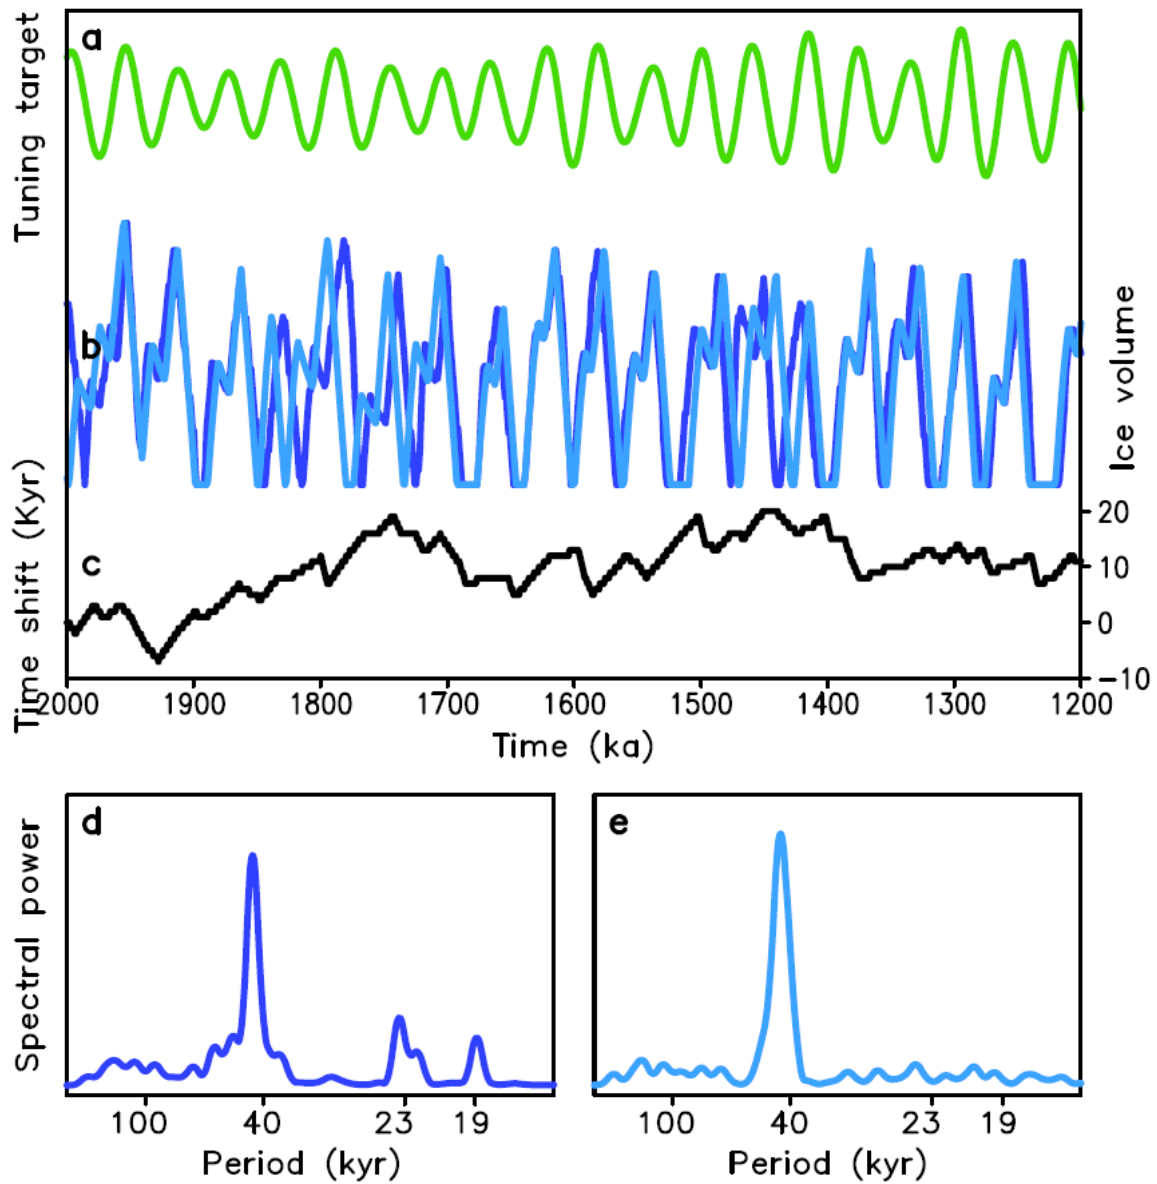 Tuning target
a
b
Ice volume
Time shift (Kyr)
c
20
10
0
−10
2000 1900 1800 1700 1600 1500 1400 1300 1200
Time (ka)
Spectral power
d
e
100 40 23 19
100 40 23 19
Period (kyr)
Period (kyr)